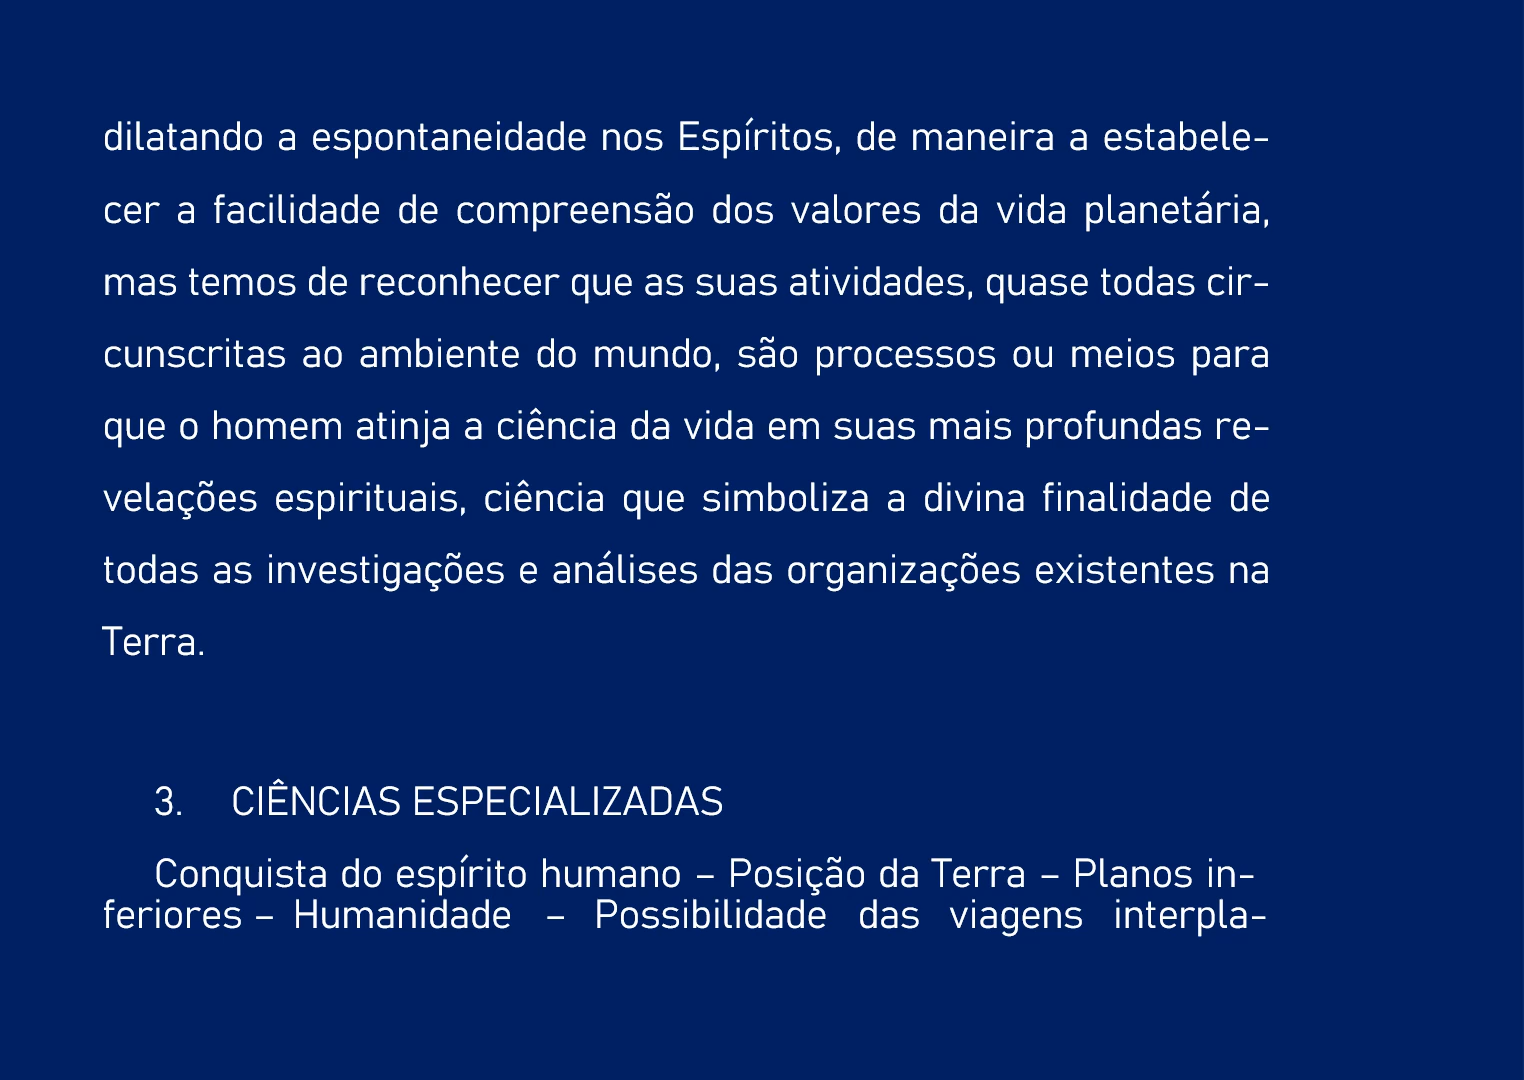 dilatando a espontaneidade nos Espíritos, de maneira a estabele-
cer a facilidade de compreensão dos valores da vida planetária,
mas temos de reconhecer que as suas atividades, quase todas cir-
cunscritas ao ambiente do mundo, são processos ou meios para
que o homem atinja a ciência da vida em suas mais profundas re-
velações espirituais, ciência que simboliza a divina finalidade de
todas as investigações e análises das organizações existentes na
Terra.
3. CIÊNCIAS ESPECIALIZADAS
Conquista do espírito humano – Posição da Terra – Planos in-
feriores – Humanidade – Possibilidade das viagens interpla-